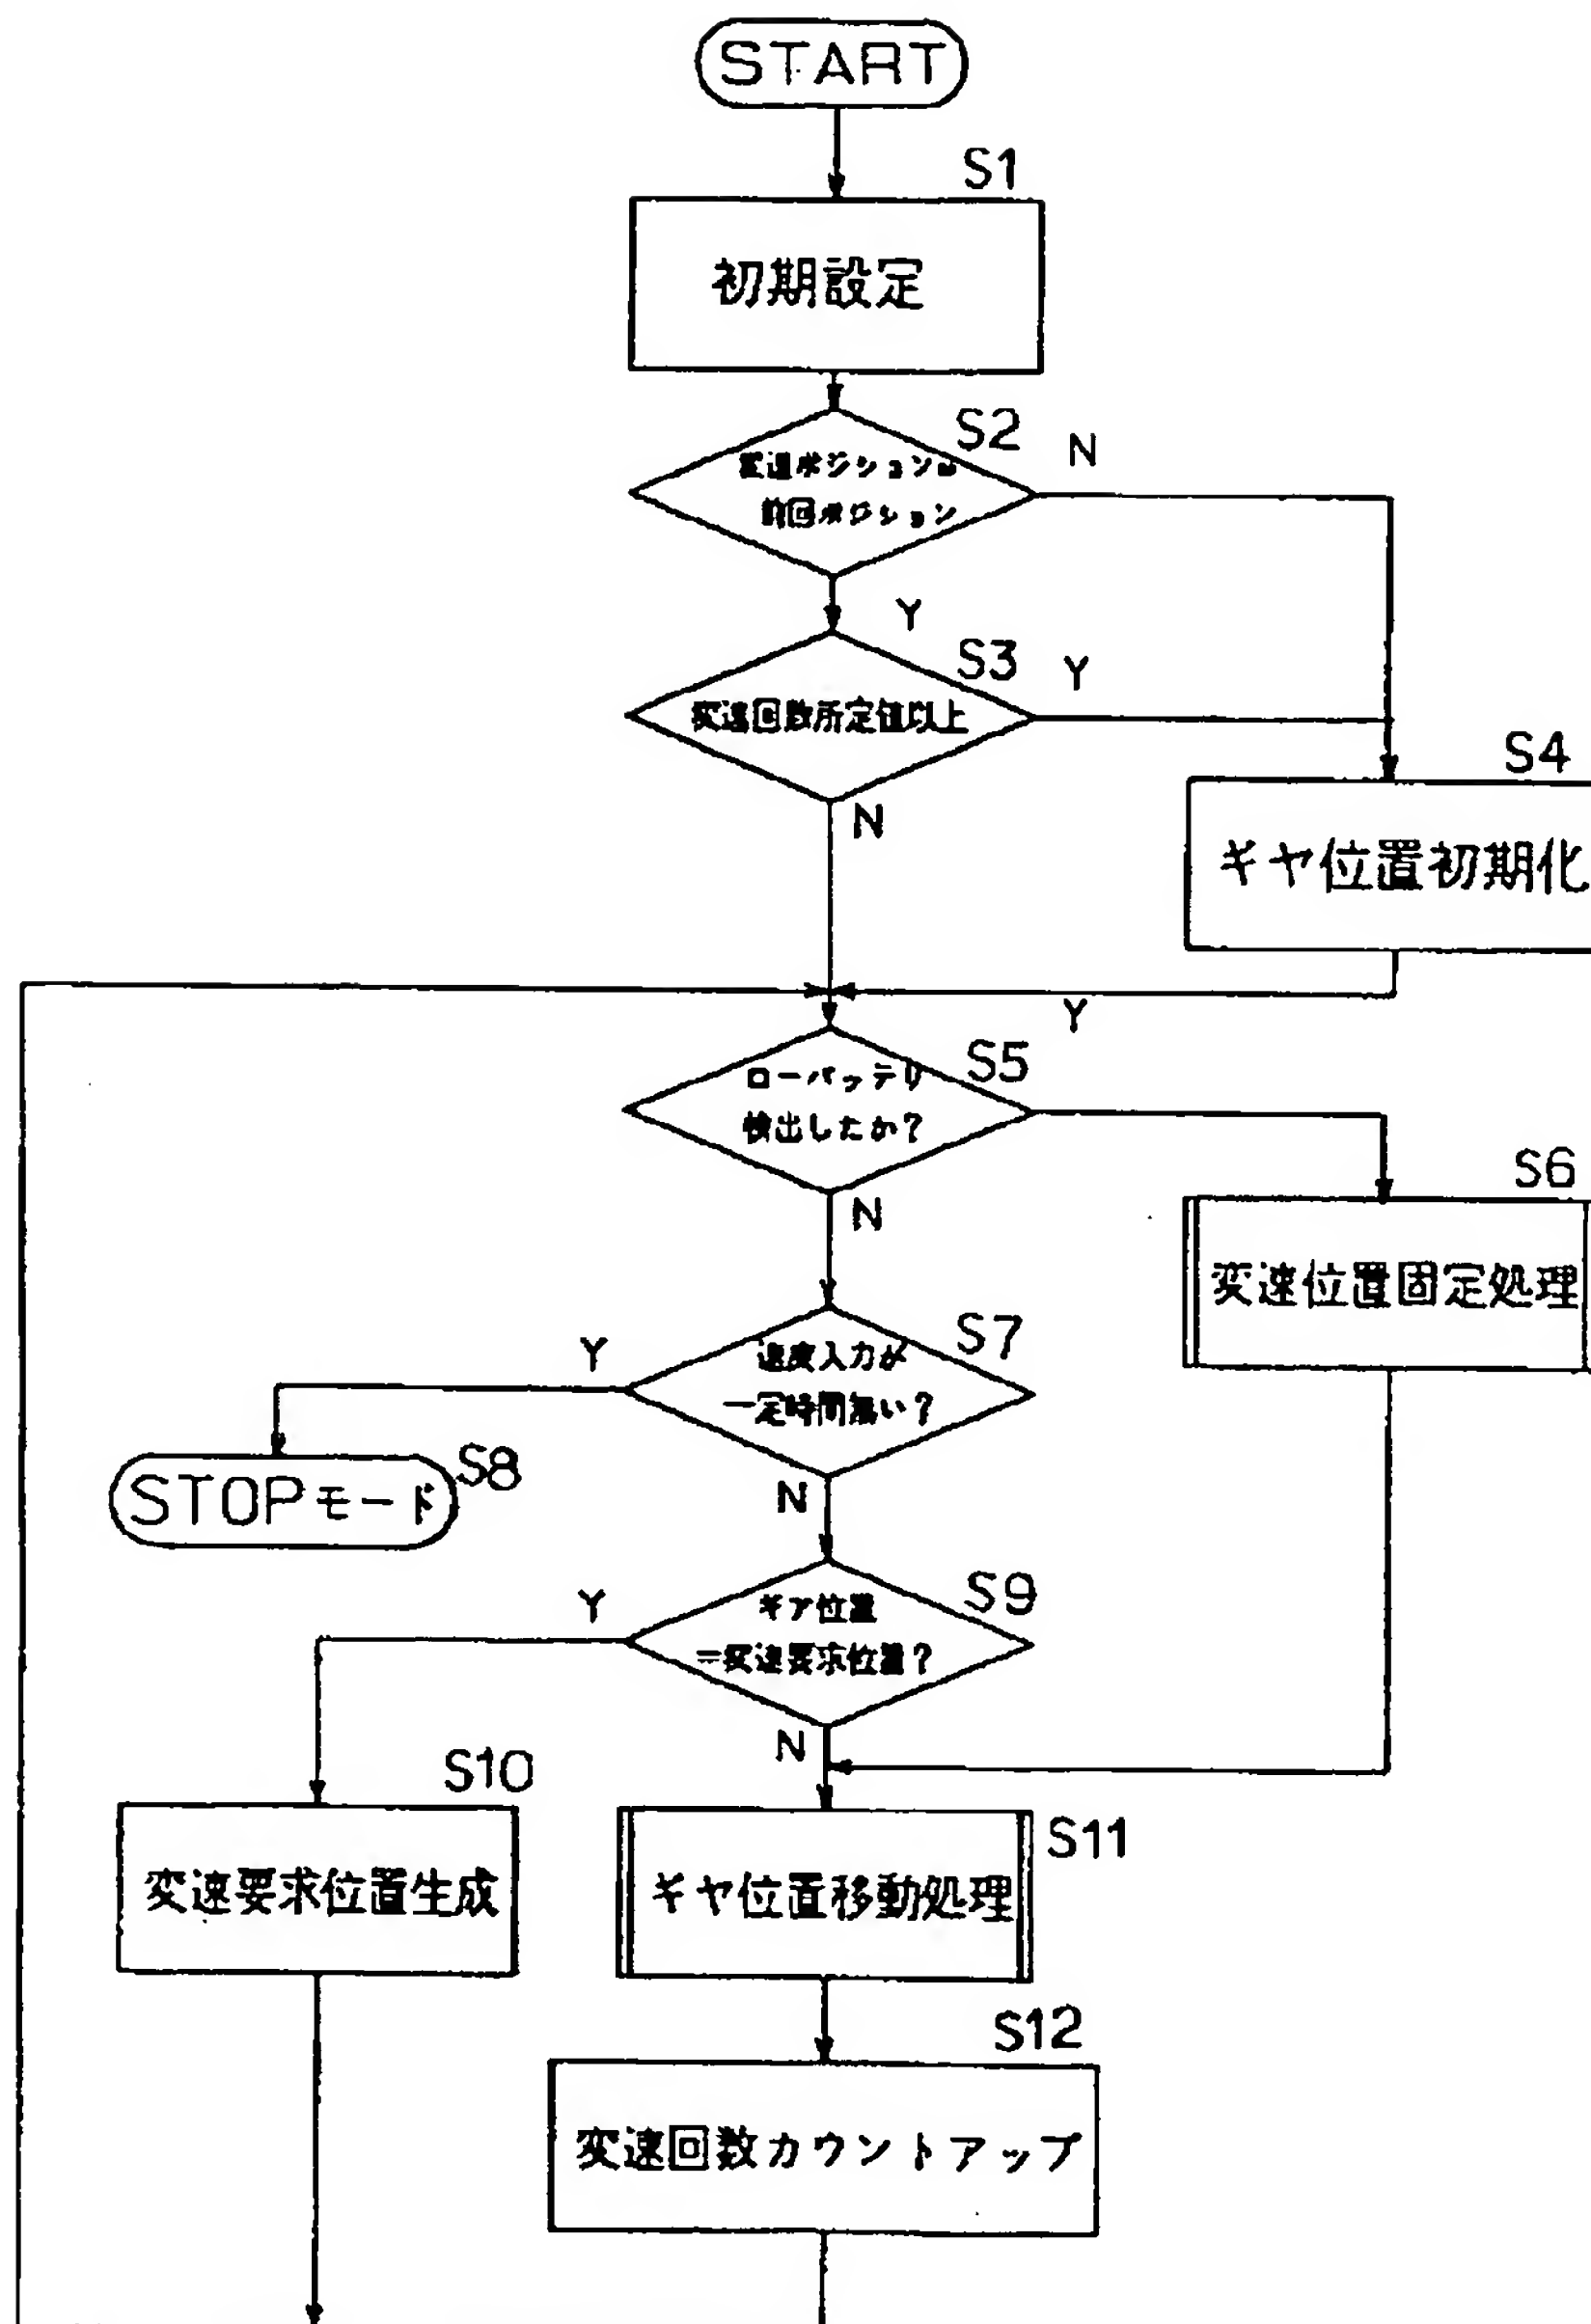 START
S1
初期設定
S2
N
変速ポジションは
前回ポジション
Y
S3
Y
変速回数所定値以上
N
S4
ギヤ位置初期化
Y
S5
ローバッテリ
検出したか？
N
S6
変速位置固定処理
S7
Y
速度入力が
一定時間無い？
S8
STOPモード
N
S9
Y
ギア位置
＝変速要求位置？
N
S10
S11
変速要求位置生成
ギヤ位置移動処理
S12
変速回数カウントアップ